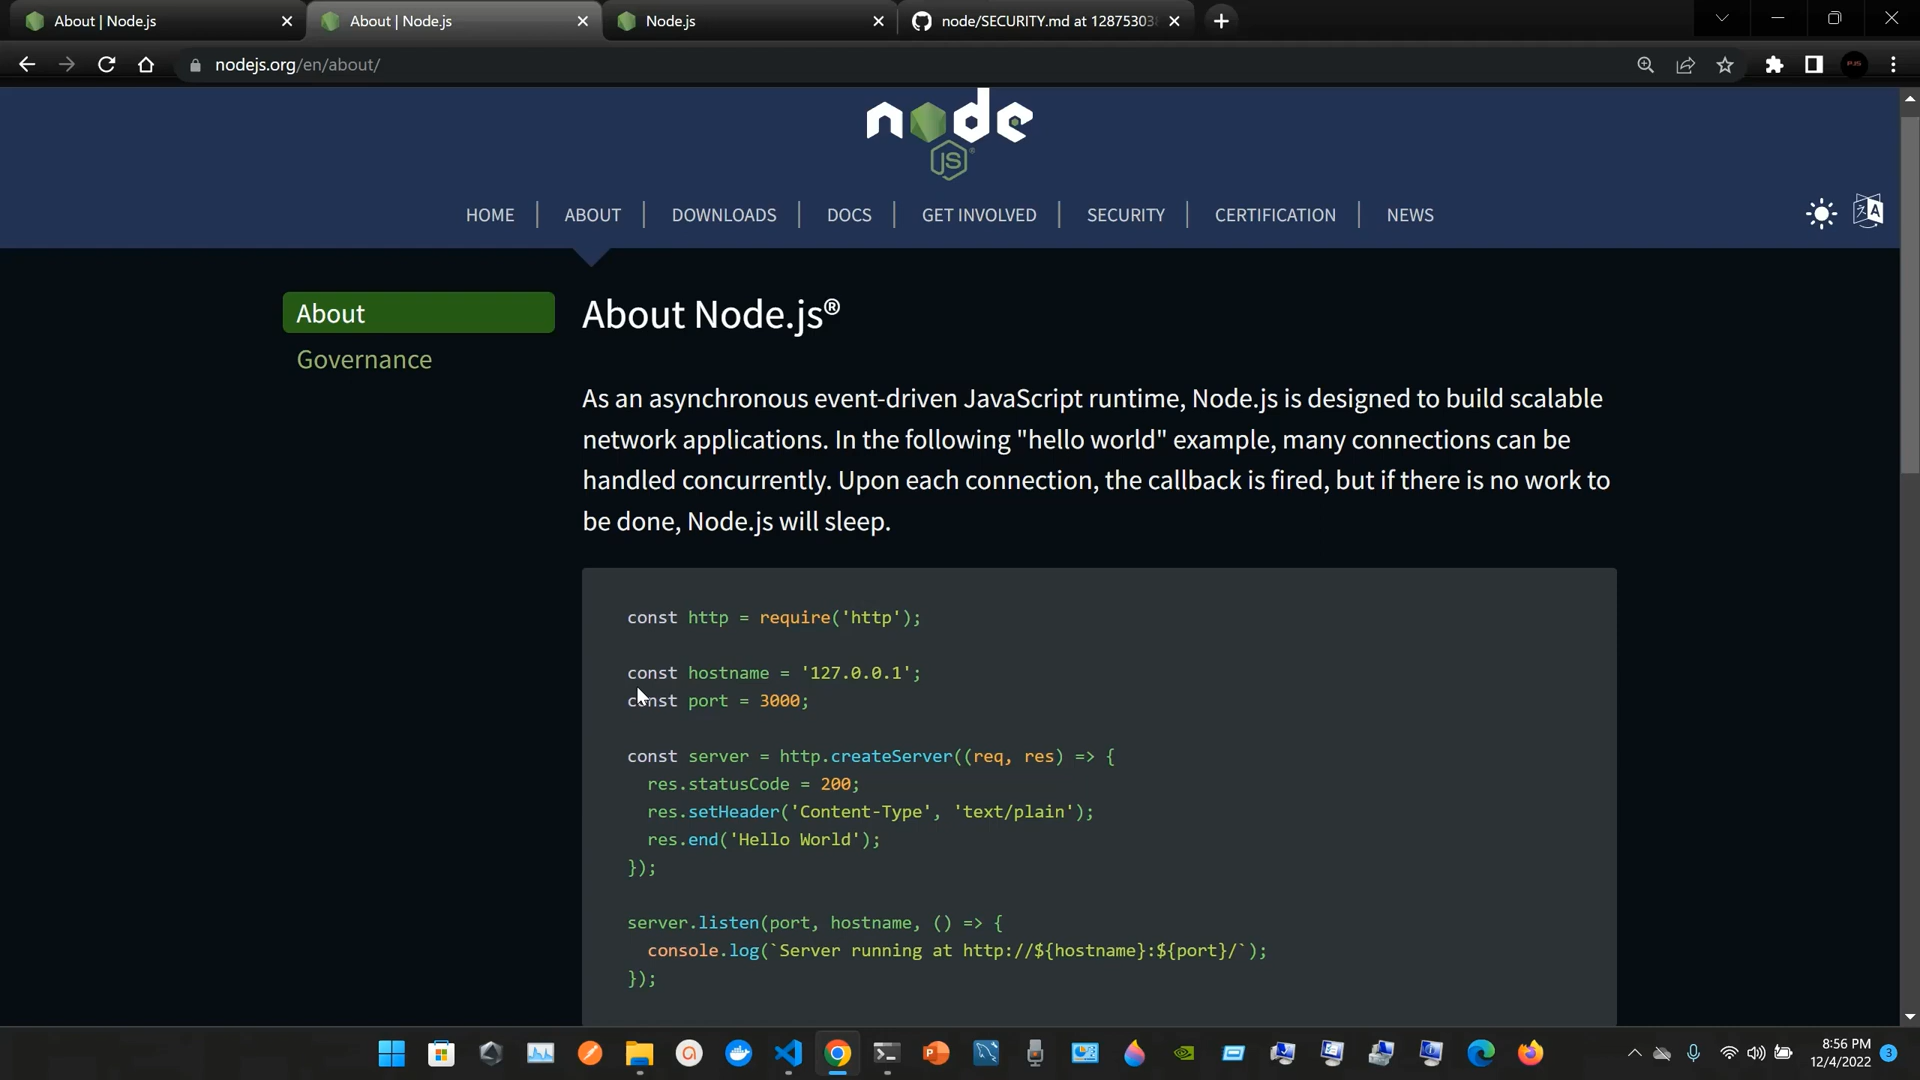 About | Node.js
About | Node.js
Node.js
node/SECURITY.md at 12875303
nodejs.org/en/about/
PJS
node
JS
HOME
ABOUT
DOWNLOADS
DOCS
GET INVOLVED
SECURITY
CERTIFICATION
NEWS
About
Governance
About Node.js®
As an asynchronous event-driven JavaScript runtime, Node.js is designed to build scalable
network applications. In the following "hello world" example, many connections can be
handled concurrently. Upon each connection, the callback is fired, but if there is no work to
be done, Node.js will sleep.
const http = require('http');
const hostname = '127.0.0.1';
const port = 3000;
const server = http.createServer((req, res) => {
  res.statusCode = 200;
  res.setHeader('Content-Type', 'text/plain');
  res.end('Hello World');
});
server.listen(port, hostname, () => {
  console.log(`Server running at http://${hostname}:${port}/`);
});
8:56 PM
12/4/2022
3